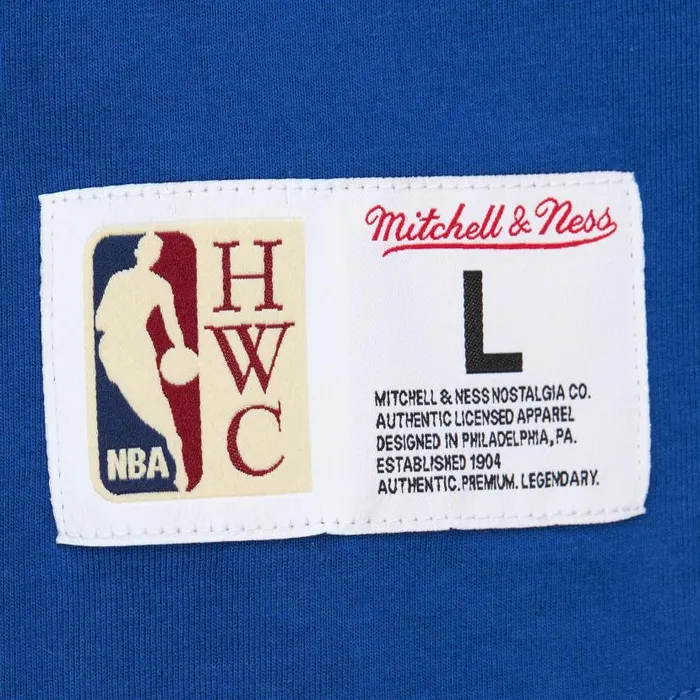 NBA
H
W
C
Mitchell & Ness
L
MITCHELL & NESS NOSTALGIA CO.
AUTHENTIC LICENSED APPAREL
DESIGNED IN PHILADELPHIA, PA.
ESTABLISHED 1904
AUTHENTIC. PREMIUM. LEGENDARY.